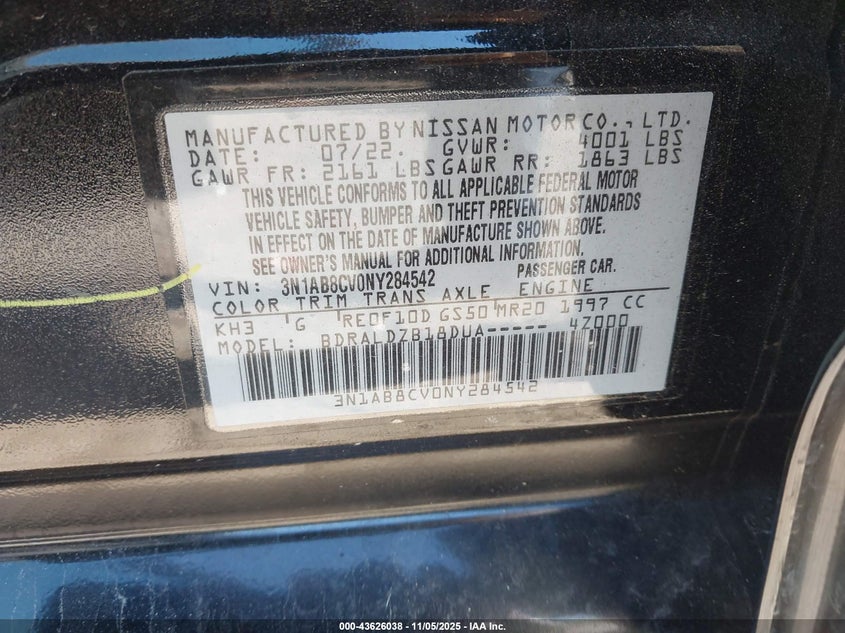 MANUFACTURED BY NISSAN MOTOR CO., LTD.
DATE: 07/22. GVWR: 4001 LBS
GAWR FR: 2161 LBS GAWR RR: 1863 LBS
THIS VEHICLE CONFORMS TO ALL APPLICABLE FEDERAL MOTOR
VEHICLE SAFETY, BUMPER AND THEFT PREVENTION STANDARDS
IN EFFECT ON THE DATE OF MANUFACTURE SHOWN ABOVE.
SEE OWNER'S MANUAL FOR ADDITIONAL INFORMATION.
VIN: 3N1AB8CV0NY284542 PASSENGER CAR.
COLOR TRIM TRANS AXLE ENGINE
KH3 G RE0F10D GS50 MR20 1997 CC
MODEL: BDRALDZB18DUA----- 4Z000
3N1AB8CV0NY284542
000-43626038 - 11/05/2025 - IAA Inc.